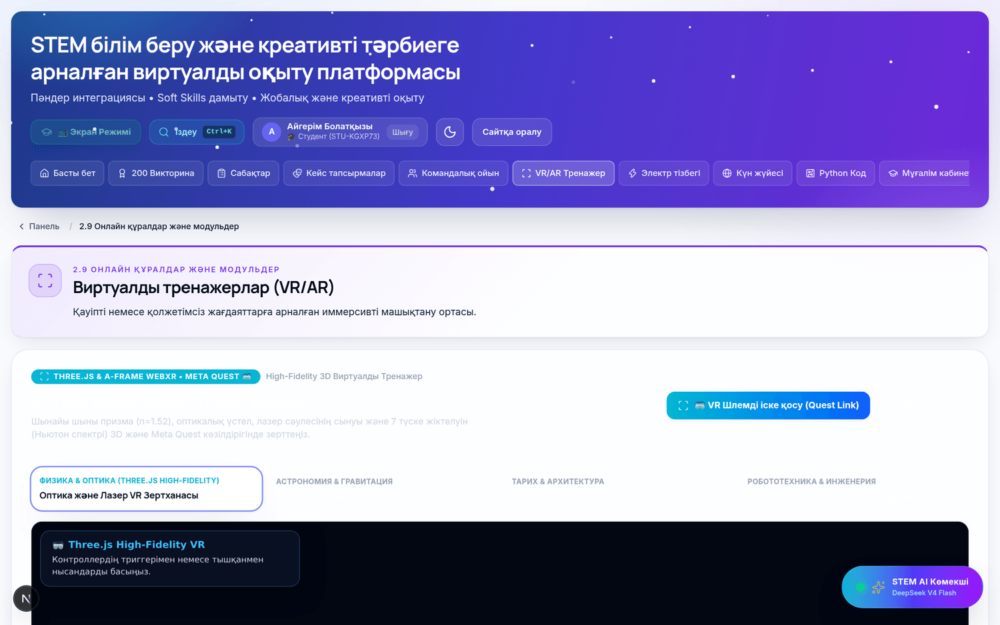 STEM білім беру және креативті тәрбиеге
арналған виртуалды оқыту платформасы
Пәндер интеграциясы • Soft Skills дамыту • Жобалық және креативті оқыту
📺 Экран Режимі
Іздеу Ctrl+K
A
Айгерім Болатқызы
🎓 Студент (STU-KGXP73)
Шығу
Сайтқа оралу
Басты бет
200 Викторина
Сабақтар
Кейс тапсырмалар
Командалық ойын
VR/AR Тренажер
Электр тізбегі
Күн жүйесі
Python Код
Мұғалім кабине
Панель / 2.9 Онлайн құралдар және модульдер
2.9 ОНЛАЙН ҚҰРАЛДАР ЖӘНЕ МОДУЛЬДЕР
Виртуалды тренажерлар (VR/AR)
Қауіпті немесе қолжетімсіз жағдаяттарға арналған иммерсивті машықтану ортасы.
THREE.JS & A-FRAME WEBXR • META QUEST 🥽
High-Fidelity 3D Виртуалды Тренажер
🥽 VR Шлемді іске қосу (Quest Link)
Шынайы шыны призма (n=1.52), оптикалық үстел, лазер сәулесінің сынуы және 7 түске жіктелуін
(Ньютон спектрі) 3D және Meta Quest көзілдірігінде зерттеңіз.
ФИЗИКА & ОПТИКА (THREE.JS HIGH-FIDELITY)
Оптика және Лазер VR Зертханасы
АСТРОНОМИЯ & ГРАВИТАЦИЯ
ТАРИХ & АРХИТЕКТУРА
РОБОТОТЕХНИКА & ИНЖЕНЕРИЯ
🥽 Three.js High-Fidelity VR
Контроллердің триггерімен немесе тышқанмен
нысандарды басыңыз.
N
STEM AI Көмекші
DeepSeek V4 Flash